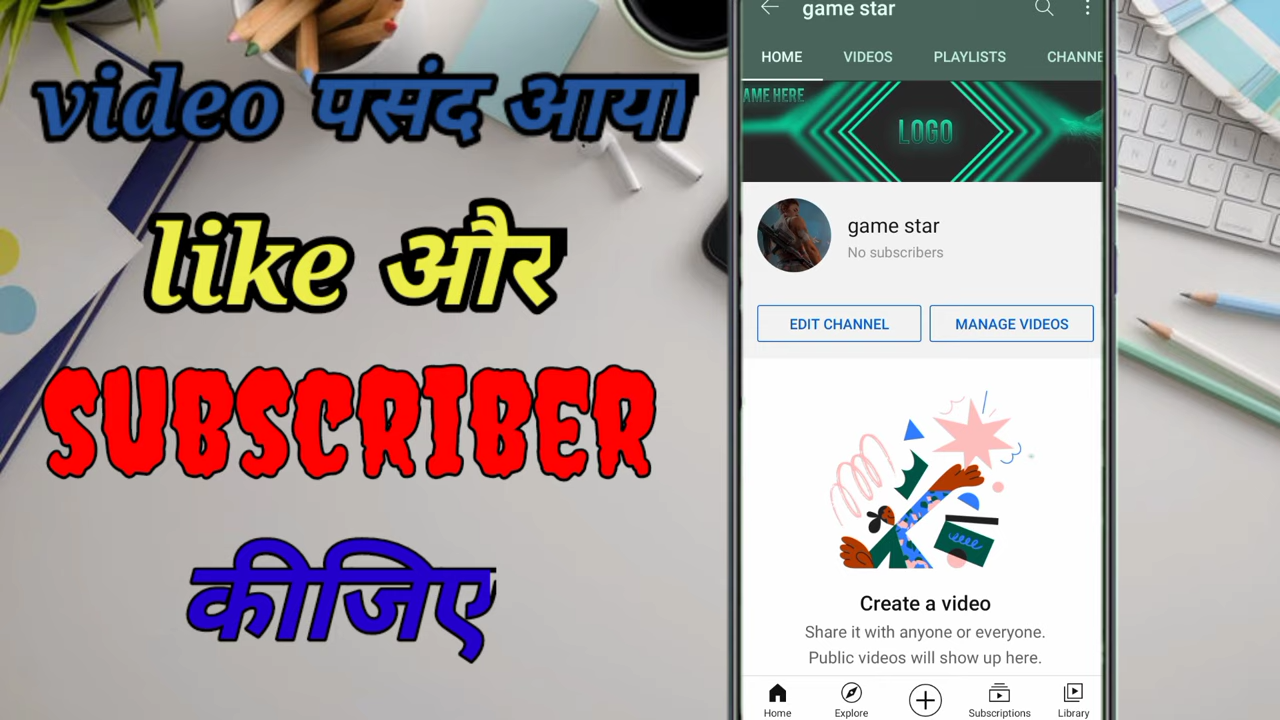 video पसंद आया
like और
SUBSCRIBER
कीजिए
game star
HOME VIDEOS PLAYLISTS CHANNE
AME HERE
LOGO
game star
No subscribers
EDIT CHANNEL MANAGE VIDEOS
Create a video
Share it with anyone or everyone.
Public videos will show up here.
Home Explore Subscriptions Library